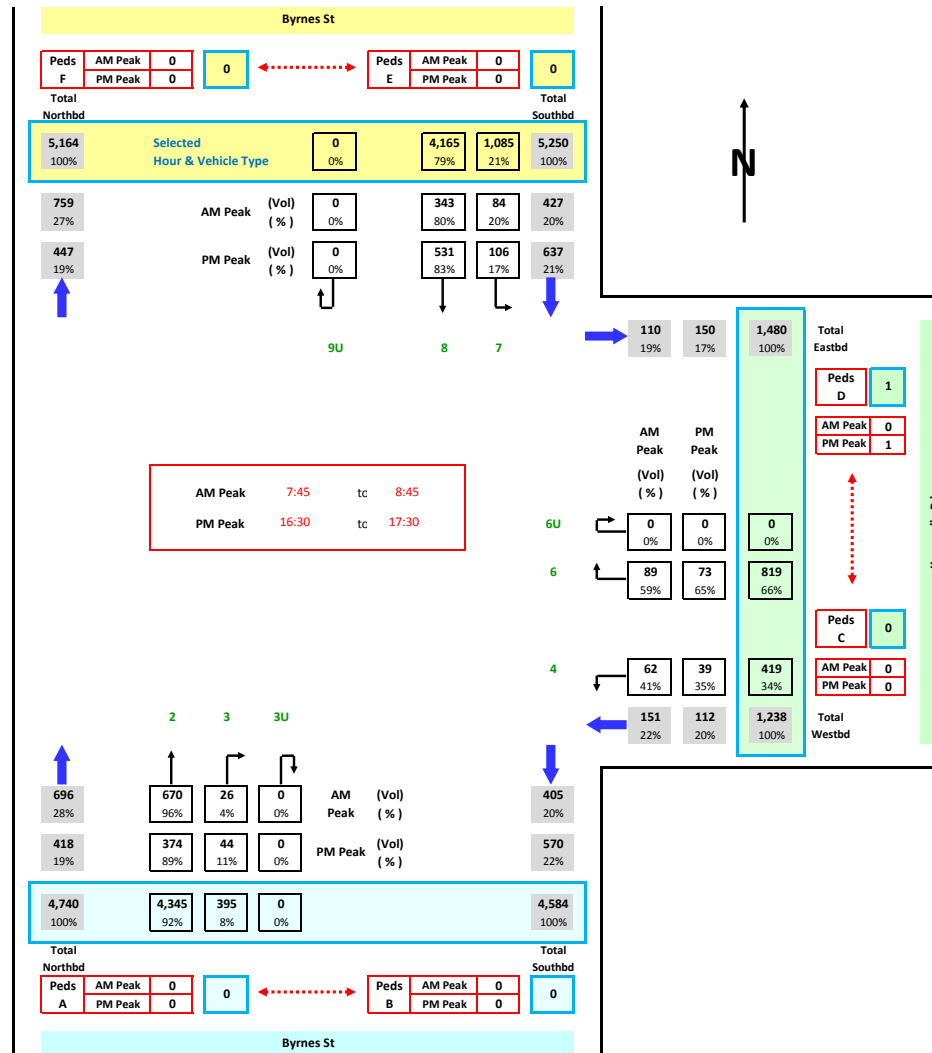 Byrnes St
Peds F AM Peak 0 PM Peak 0 0 Peds E AM Peak 0 PM Peak 0 0
Total Northbd Total Southbd
5,164 Selected 0 4,165 1,085 5,250
100% Hour & Vehicle Type 0% 79% 21% 100%
759 AM Peak (Vol) 0 343 84 427
27% ( % ) 0% 80% 20% 20%
447 PM Peak (Vol) 0 531 106 637
19% ( % ) 0% 83% 17% 21%
N
9U 8 7
110 150 1,480 Total
19% 17% 100% Eastbd
Peds D 1
AM Peak 0
PM Peak 1
AM PM
Peak Peak
(Vol) (Vol)
( % ) ( % )
AM Peak 7:45 to 8:45
PM Peak 16:30 to 17:30
6U 0 0 0
0% 0% 0%
6 89 73 819
59% 65% 66%
Peds C 0
4 62 39 419
41% 35% 34%
AM Peak 0
PM Peak 0
151 112 1,238 Total
22% 20% 100% Westbd
2 3 3U
696 670 26 0 AM (Vol) 405
28% 96% 4% 0% Peak ( % ) 20%
418 374 44 0 PM Peak (Vol) 570
19% 89% 11% 0% ( % ) 22%
4,740 4,345 395 0 4,584
100% 92% 8% 0% 100%
Total Northbd Total Southbd
Peds A AM Peak 0 PM Peak 0 0 Peds B AM Peak 0 PM Peak 0 0
Byrnes St